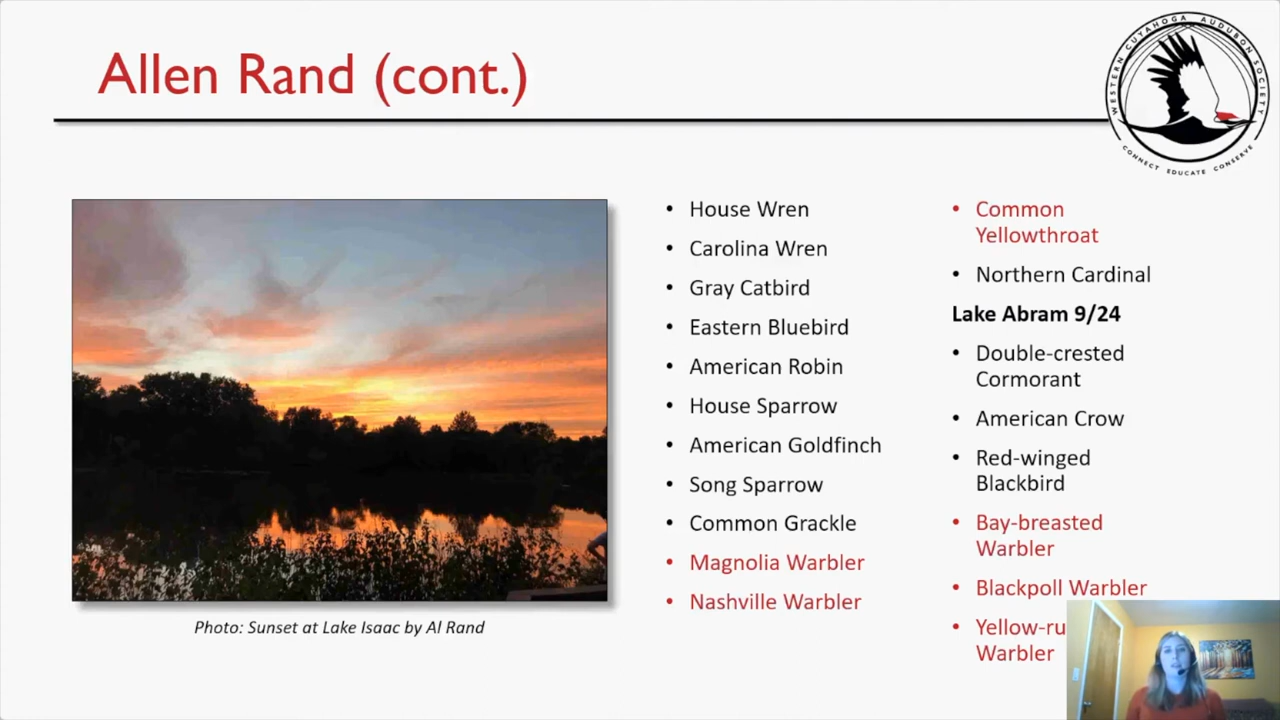 Allen Rand (cont.)
WESTERN CUYAHOGA AUDUBON SOCIETY
CONNECT EDUCATE CONSERVE
• House Wren
• Carolina Wren
• Gray Catbird
• Eastern Bluebird
• American Robin
• House Sparrow
• American Goldfinch
• Song Sparrow
• Common Grackle
• Magnolia Warbler
• Nashville Warbler
• Common
Yellowthroat
• Northern Cardinal
Lake Abram 9/24
• Double-crested
Cormorant
• American Crow
• Red-winged
Blackbird
• Bay-breasted
Warbler
• Blackpoll Warbler
• Yellow-ru
Warbler
Photo: Sunset at Lake Isaac by Al Rand